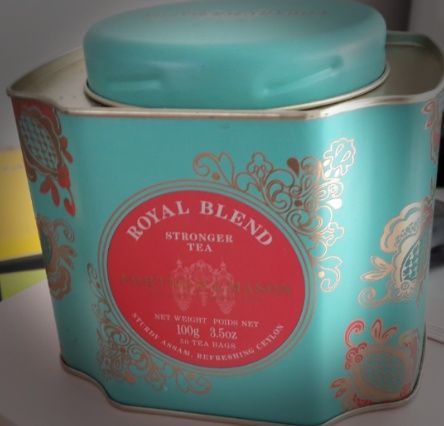 ROYAL BLEND
STRONGER
TEA
FORTNUM & MASON
NET WEIGHT POIDS NET
100g 3.5oz
50 TEA BAGS
STURDY ASSAM, REFRESHING CEYLON